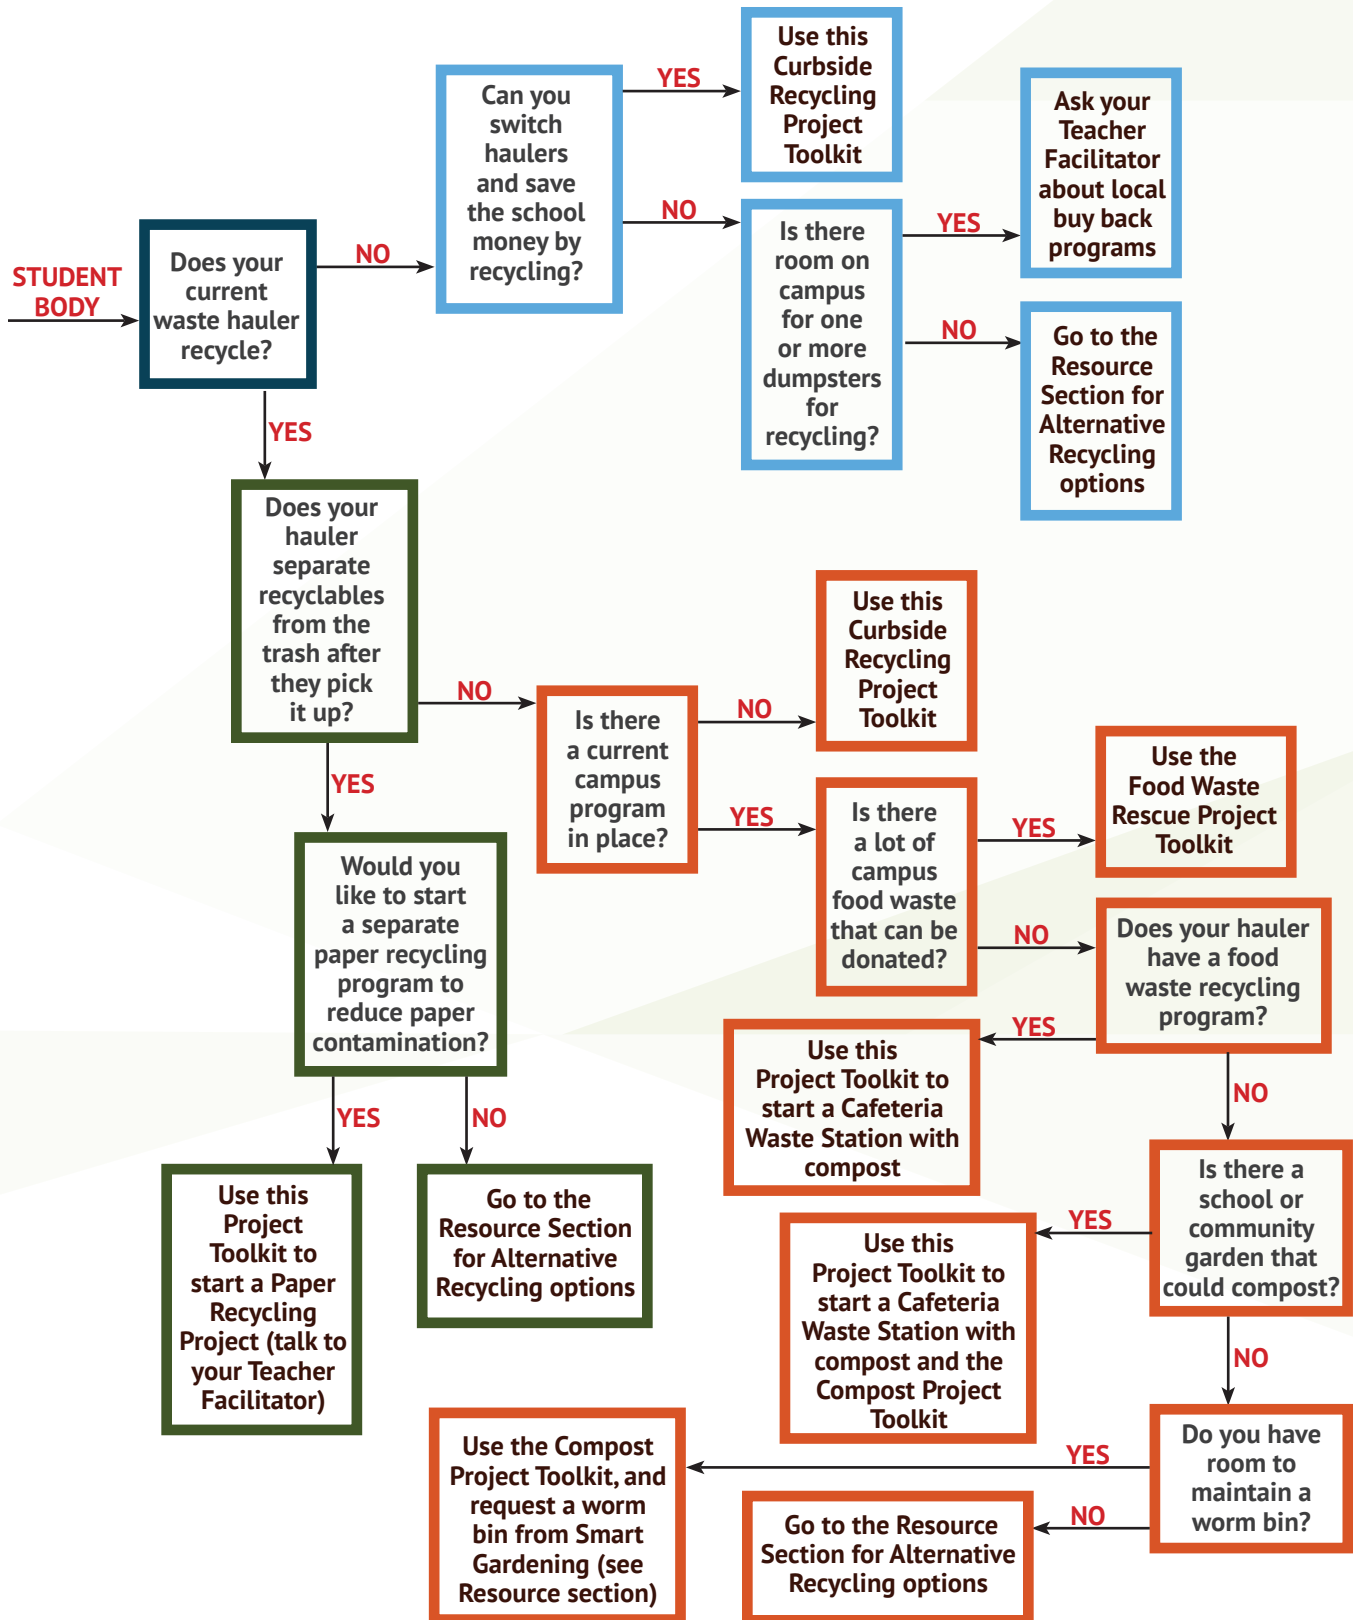 STUDENT
BODY
Does your
current
waste hauler
recycle?
NO
Can you
switch
haulers
and save
the school
money by
recycling?
YES
Use this
Curbside
Recycling
Project
Toolkit
NO
Is there
room on
campus
for one
or more
dumpsters
for
recycling?
YES
Ask your
Teacher
Facilitator
about local
buy back
programs
NO
Go to the
Resource
Section for
Alternative
Recycling
options
YES
Does your
hauler
separate
recyclables
from the
trash after
they pick
it up?
NO
Is there
a current
campus
program
in place?
NO
Use this
Curbside
Recycling
Project
Toolkit
YES
Is there
a lot of
campus
food waste
that can be
donated?
YES
Use the
Food Waste
Rescue Project
Toolkit
NO
Does your hauler
have a food
waste recycling
program?
YES
Use this
Project Toolkit to
start a Cafeteria
Waste Station with
compost
NO
Is there a
school or
community
garden that
could compost?
YES
Use this
Project Toolkit to
start a Cafeteria
Waste Station with
compost and the
Compost Project
Toolkit
NO
Do you have
room to
maintain a
worm bin?
YES
Use the Compost
Project Toolkit, and
request a worm
bin from Smart
Gardening (see
Resource section)
NO
Go to the Resource
Section for Alternative
Recycling options
YES
Would you
like to start
a separate
paper recycling
program to
reduce paper
contamination?
YES
Use this
Project
Toolkit to
start a Paper
Recycling
Project (talk to
your Teacher
Facilitator)
NO
Go to the
Resource Section
for Alternative
Recycling options